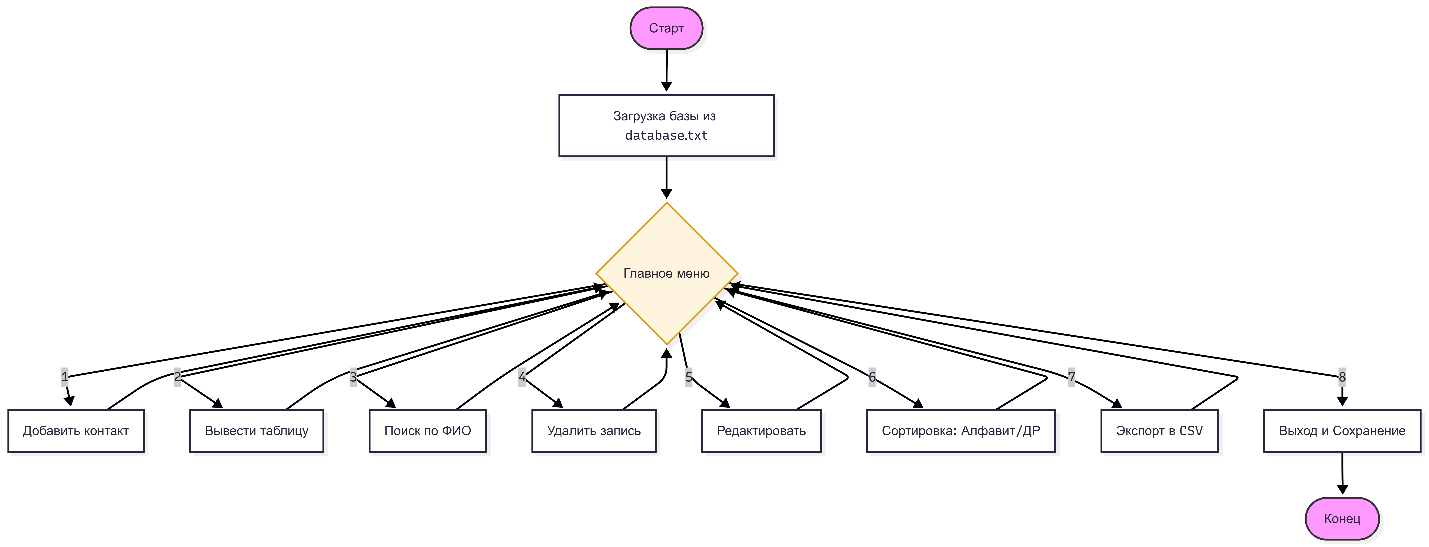 Старт
Загрузка базы из
database.txt
Главное меню
1
2
3
4
5
6
7
8
Добавить контакт
Вывести таблицу
Поиск по ФИО
Удалить запись
Редактировать
Сортировка: Алфавит/ДР
Экспорт в CSV
Выход и Сохранение
Конец